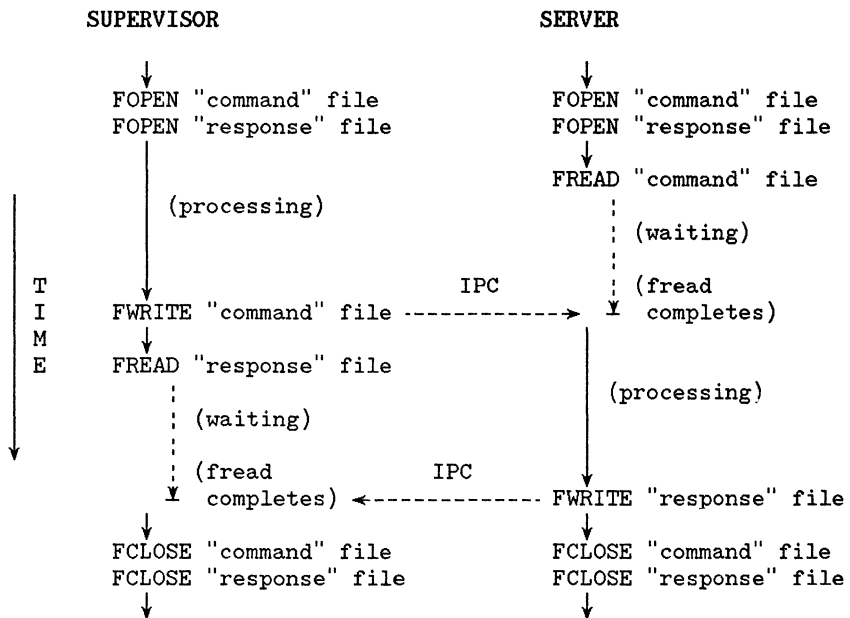 SUPERVISOR SERVER
FOPEN "command" file FOPEN "command" file
FOPEN "response" file FOPEN "response" file
FREAD "command" file
(processing)
(waiting)
T IPC (fread
I FWRITE "command" file completes)
M
E FREAD "response" file
(processing)
(waiting)
(fread IPC
completes) FWRITE "response" file
FCLOSE "command" file FCLOSE "command" file
FCLOSE "response" file FCLOSE "response" file